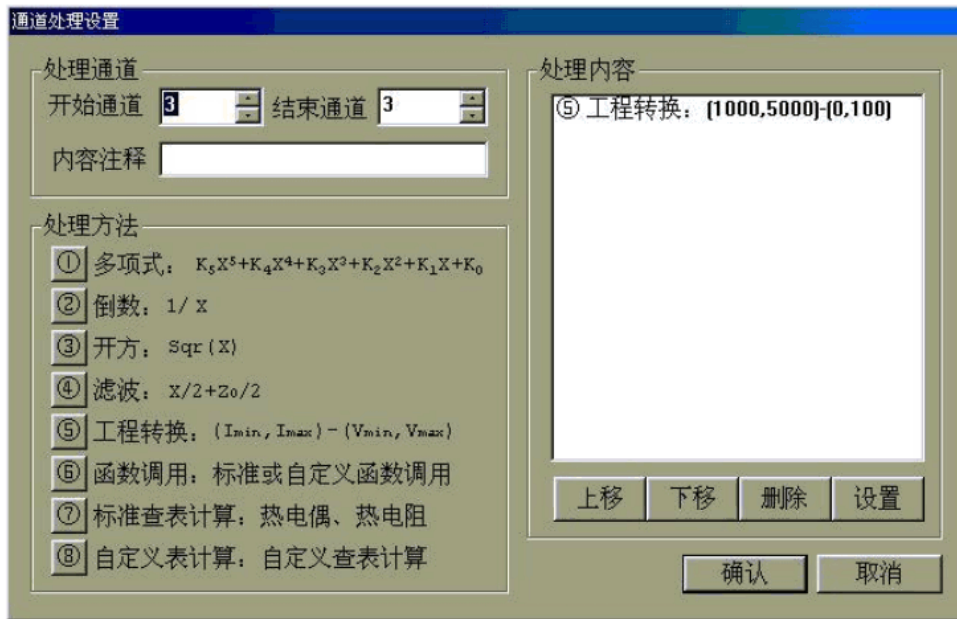 通道处理设置
处理通道
开始通道 3 结束通道 3
内容注释
处理方法
① 多项式： K₅X⁵+K₄X⁴+K₃X³+K₂X²+K₁X+K₀
② 倒数：1/ X
③ 开方：Sqr(X)
④ 滤波：X/2+Z₀/2
⑤ 工程转换：(Imin,Imax)-(Vmin,Vmax)
⑥ 函数调用：标准或自定义函数调用
⑦ 标准查表计算：热电偶、热电阻
⑧ 自定义表计算：自定义查表计算
处理内容
⑤ 工程转换：(1000,5000)-(0,100)
上移 下移 删除 设置
确认 取消